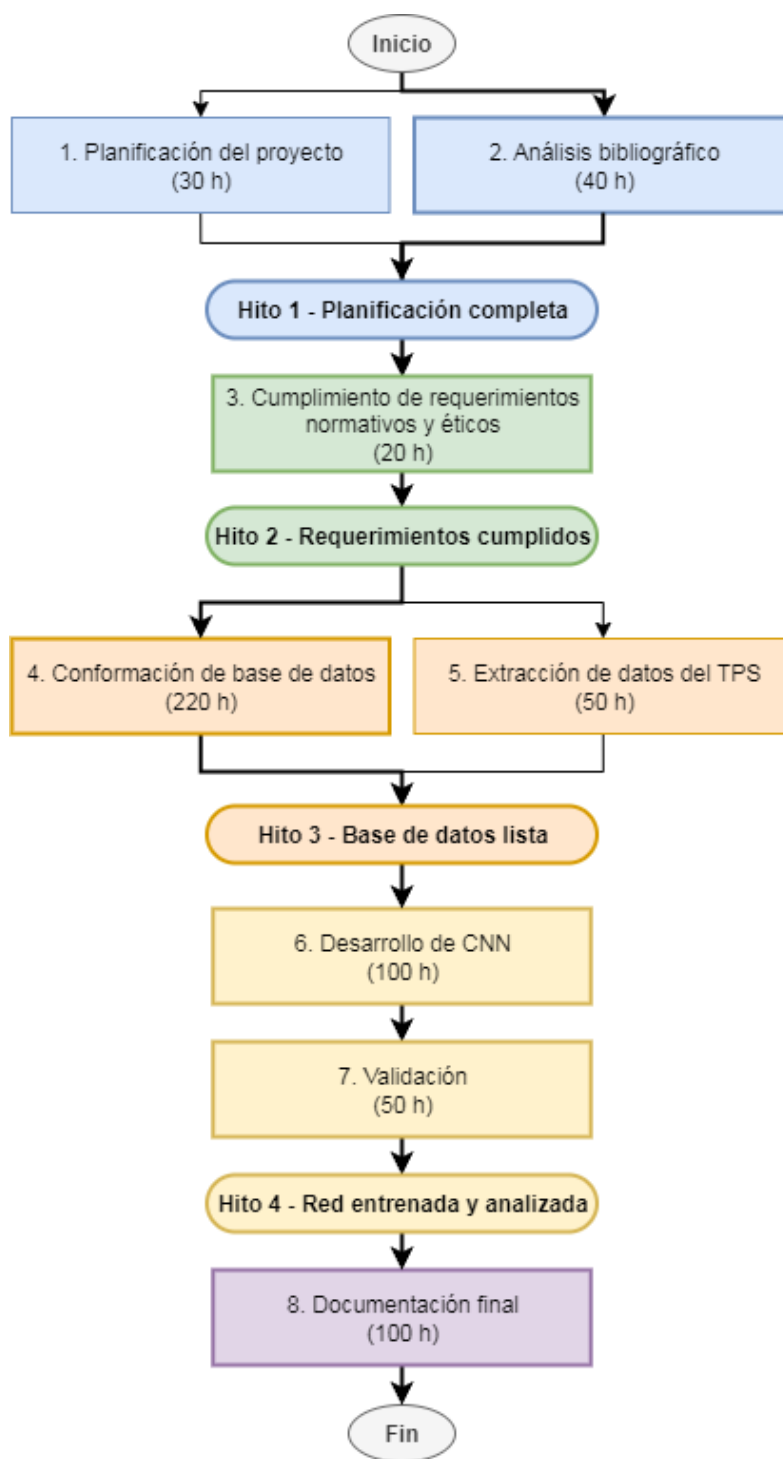 Inicio
1. Planificación del proyecto
(30 h)
2. Análisis bibliográfico
(40 h)
Hito 1 - Planificación completa
3. Cumplimiento de requerimientos
normativos y éticos
(20 h)
Hito 2 - Requerimientos cumplidos
4. Conformación de base de datos
(220 h)
5. Extracción de datos del TPS
(50 h)
Hito 3 - Base de datos lista
6. Desarrollo de CNN
(100 h)
7. Validación
(50 h)
Hito 4 - Red entrenada y analizada
8. Documentación final
(100 h)
Fin